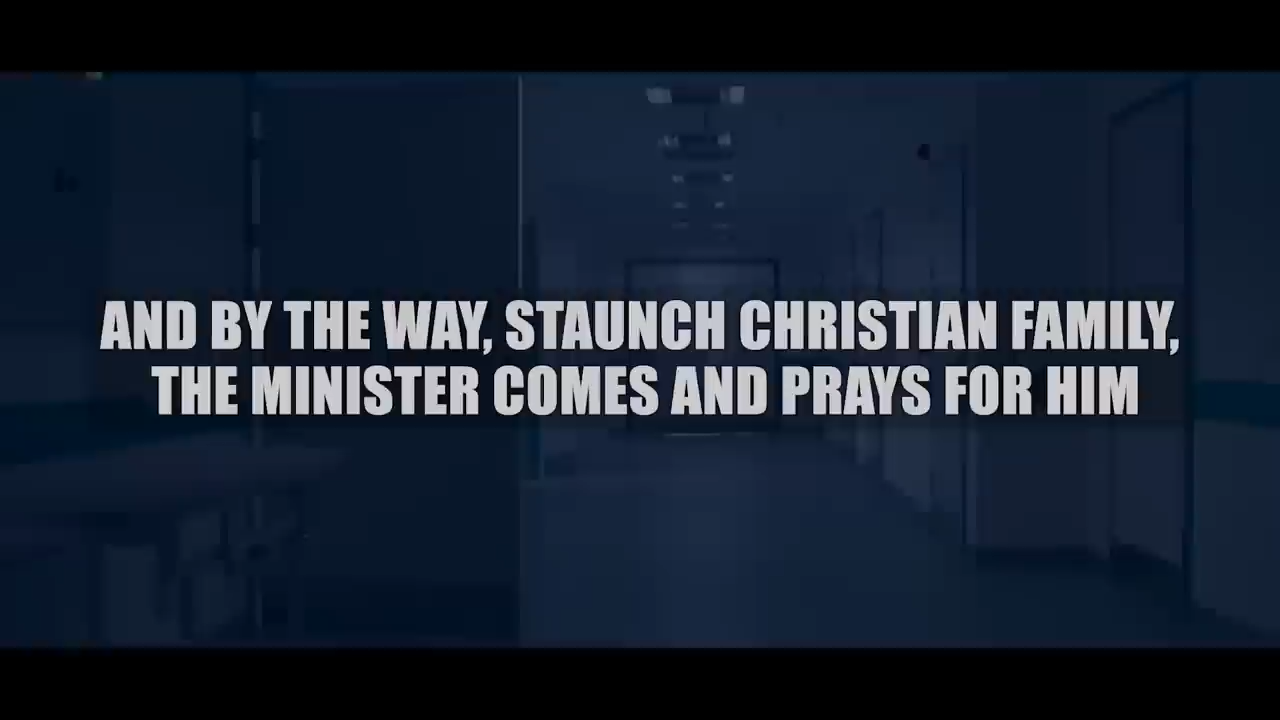 AND BY THE WAY, STAUNCH CHRISTIAN FAMILY,
THE MINISTER COMES AND PRAYS FOR HIM